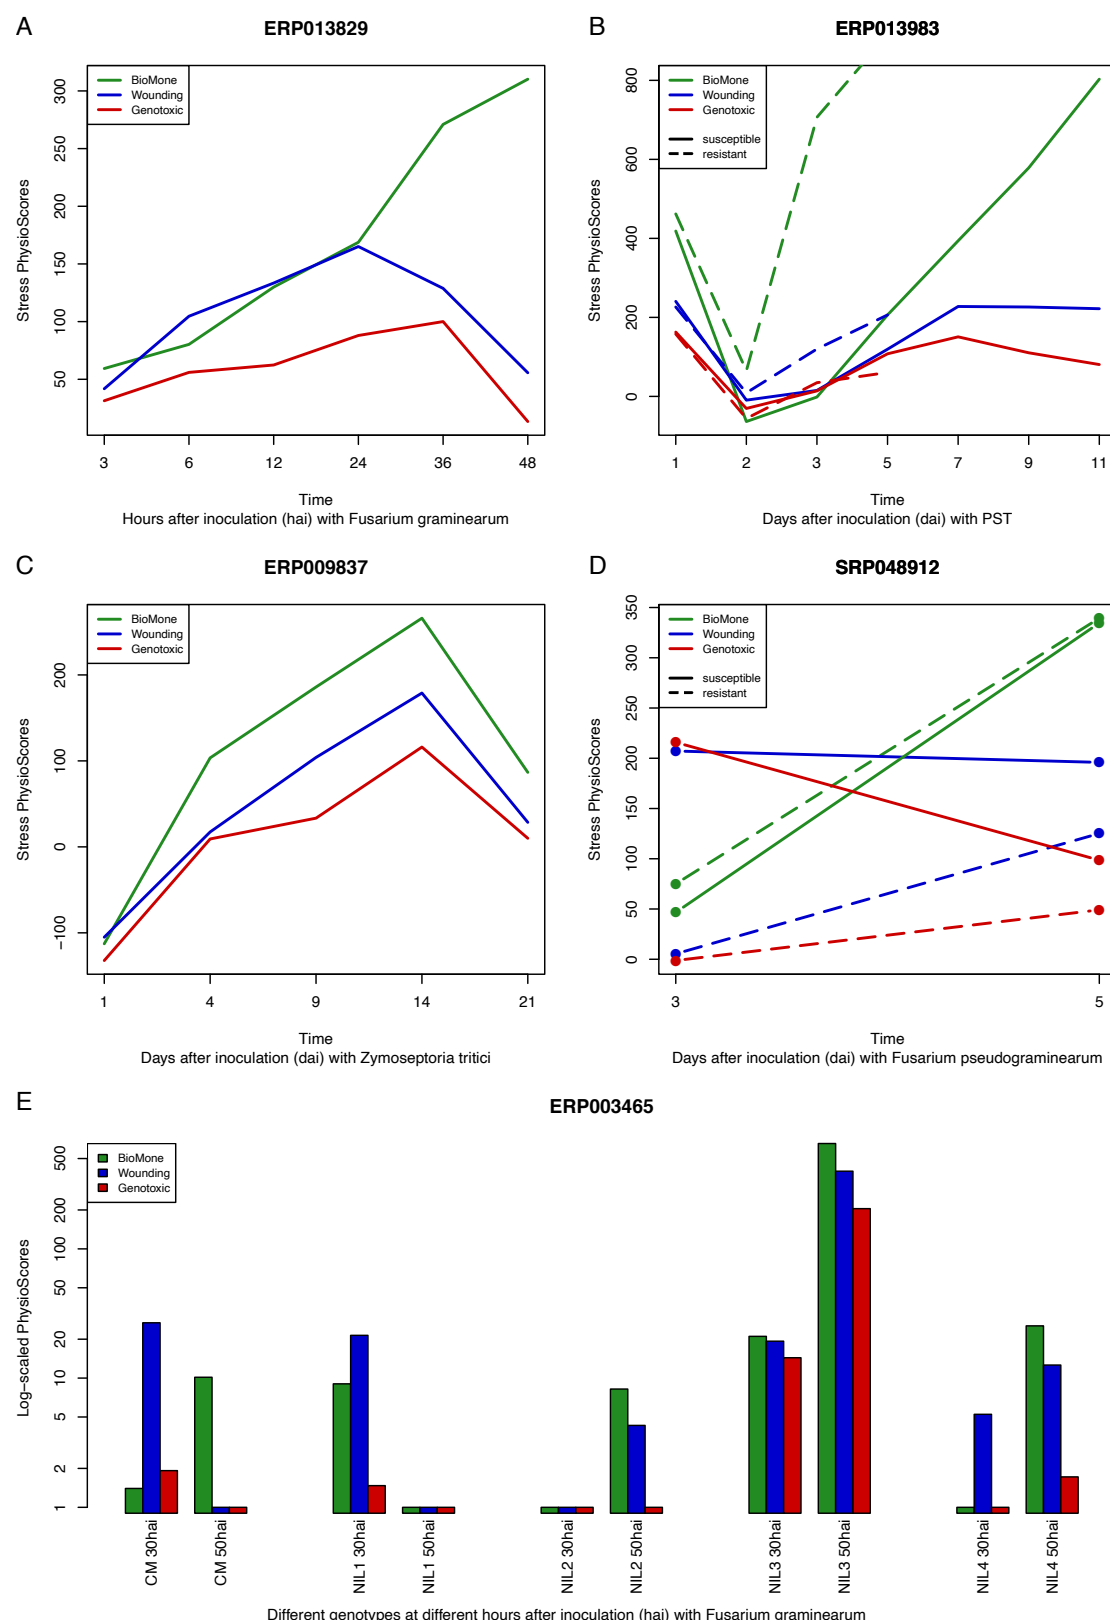 A
ERP013829
BioMone
Wounding
Genotoxic
Stress PhysioScores
50
100
150
200
250
300
3 6 12 24 36 48
Time
Hours after inoculation (hai) with Fusarium graminearum
B
ERP013983
BioMone
Wounding
Genotoxic
susceptible
resistant
Stress PhysioScores
0
200
400
600
800
1 2 3 5 7 9 11
Time
Days after inoculation (dai) with PST
C
ERP009837
BioMone
Wounding
Genotoxic
Stress PhysioScores
−100
0
100
200
1 4 9 14 21
Time
Days after inoculation (dai) with Zymoseptoria tritici
D
SRP048912
BioMone
Wounding
Genotoxic
susceptible
resistant
Stress PhysioScores
0
50
100
150
200
250
300
350
3 5
Time
Days after inoculation (dai) with Fusarium pseudograminearum
E
ERP003465
BioMone
Wounding
Genotoxic
Log−scaled PhysioScores
1
2
5
10
20
50
100
200
500
CM 30hai
CM 50hai
NIL1 30hai
NIL1 50hai
NIL2 30hai
NIL2 50hai
NIL3 30hai
NIL3 50hai
NIL4 30hai
NIL4 50hai
Different genotypes at different hours after inoculation (hai) with Fusarium graminearum